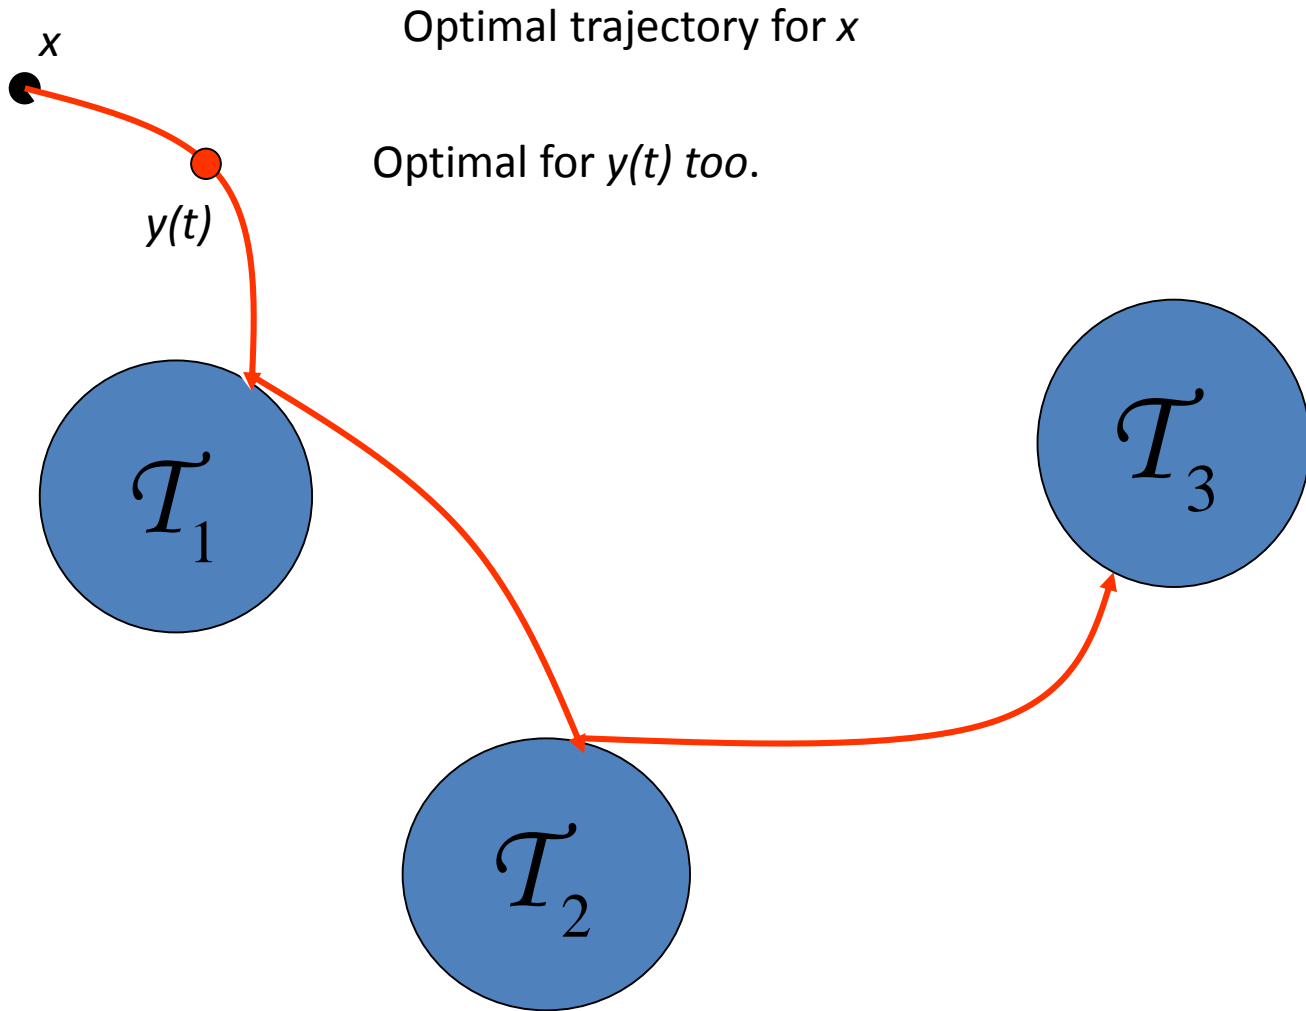 Optimal trajectory for x
x
Optimal for y(t) too.
y(t)
𝒯₁
𝒯₃
𝒯₂